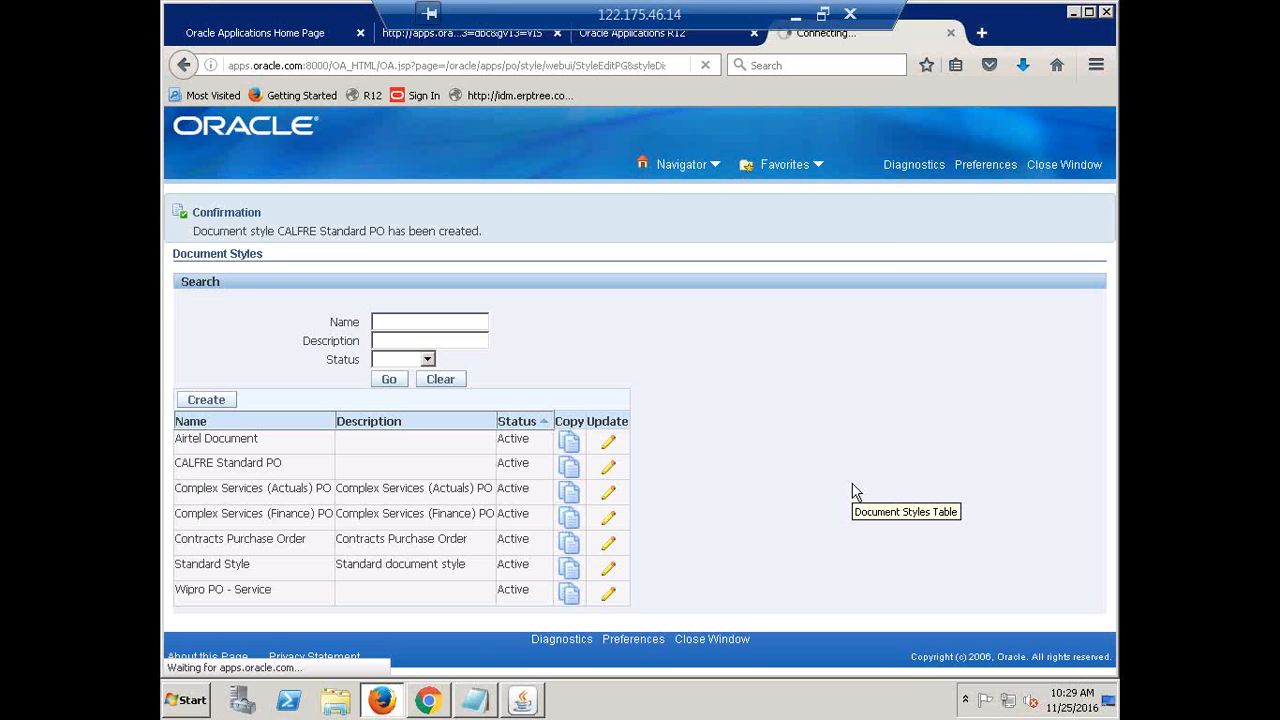 122.175.46.14
Oracle Applications Home Page
http://apps.ora...3=dbc&gv13=VIS
Oracle Applications R12
Connecting...
apps.oracle.com:8000/OA_HTML/OA.jsp?page=/oracle/apps/po/style/webui/StyleEditPG&styleDi
Search
Most Visited Getting Started R12 Sign In http://idm.erptree.co...
ORACLE®
Navigator Favorites Diagnostics Preferences Close Window
Confirmation
Document style CALFRE Standard PO has been created.
Document Styles
Search
Name
Description
Status
Go Clear
Create
Name Description Status Copy Update
Airtel Document Active
CALFRE Standard PO Active
Complex Services (Actuals) PO Complex Services (Actuals) PO Active
Complex Services (Finance) PO Complex Services (Finance) PO Active
Contracts Purchase Order Contracts Purchase Order Active
Standard Style Standard document style Active
Wipro PO - Service Active
Document Styles Table
Diagnostics Preferences Close Window
About this Page Privacy Statement
Copyright (c) 2006, Oracle. All rights reserved.
Waiting for apps.oracle.com...
Start
10:29 AM
11/25/2016